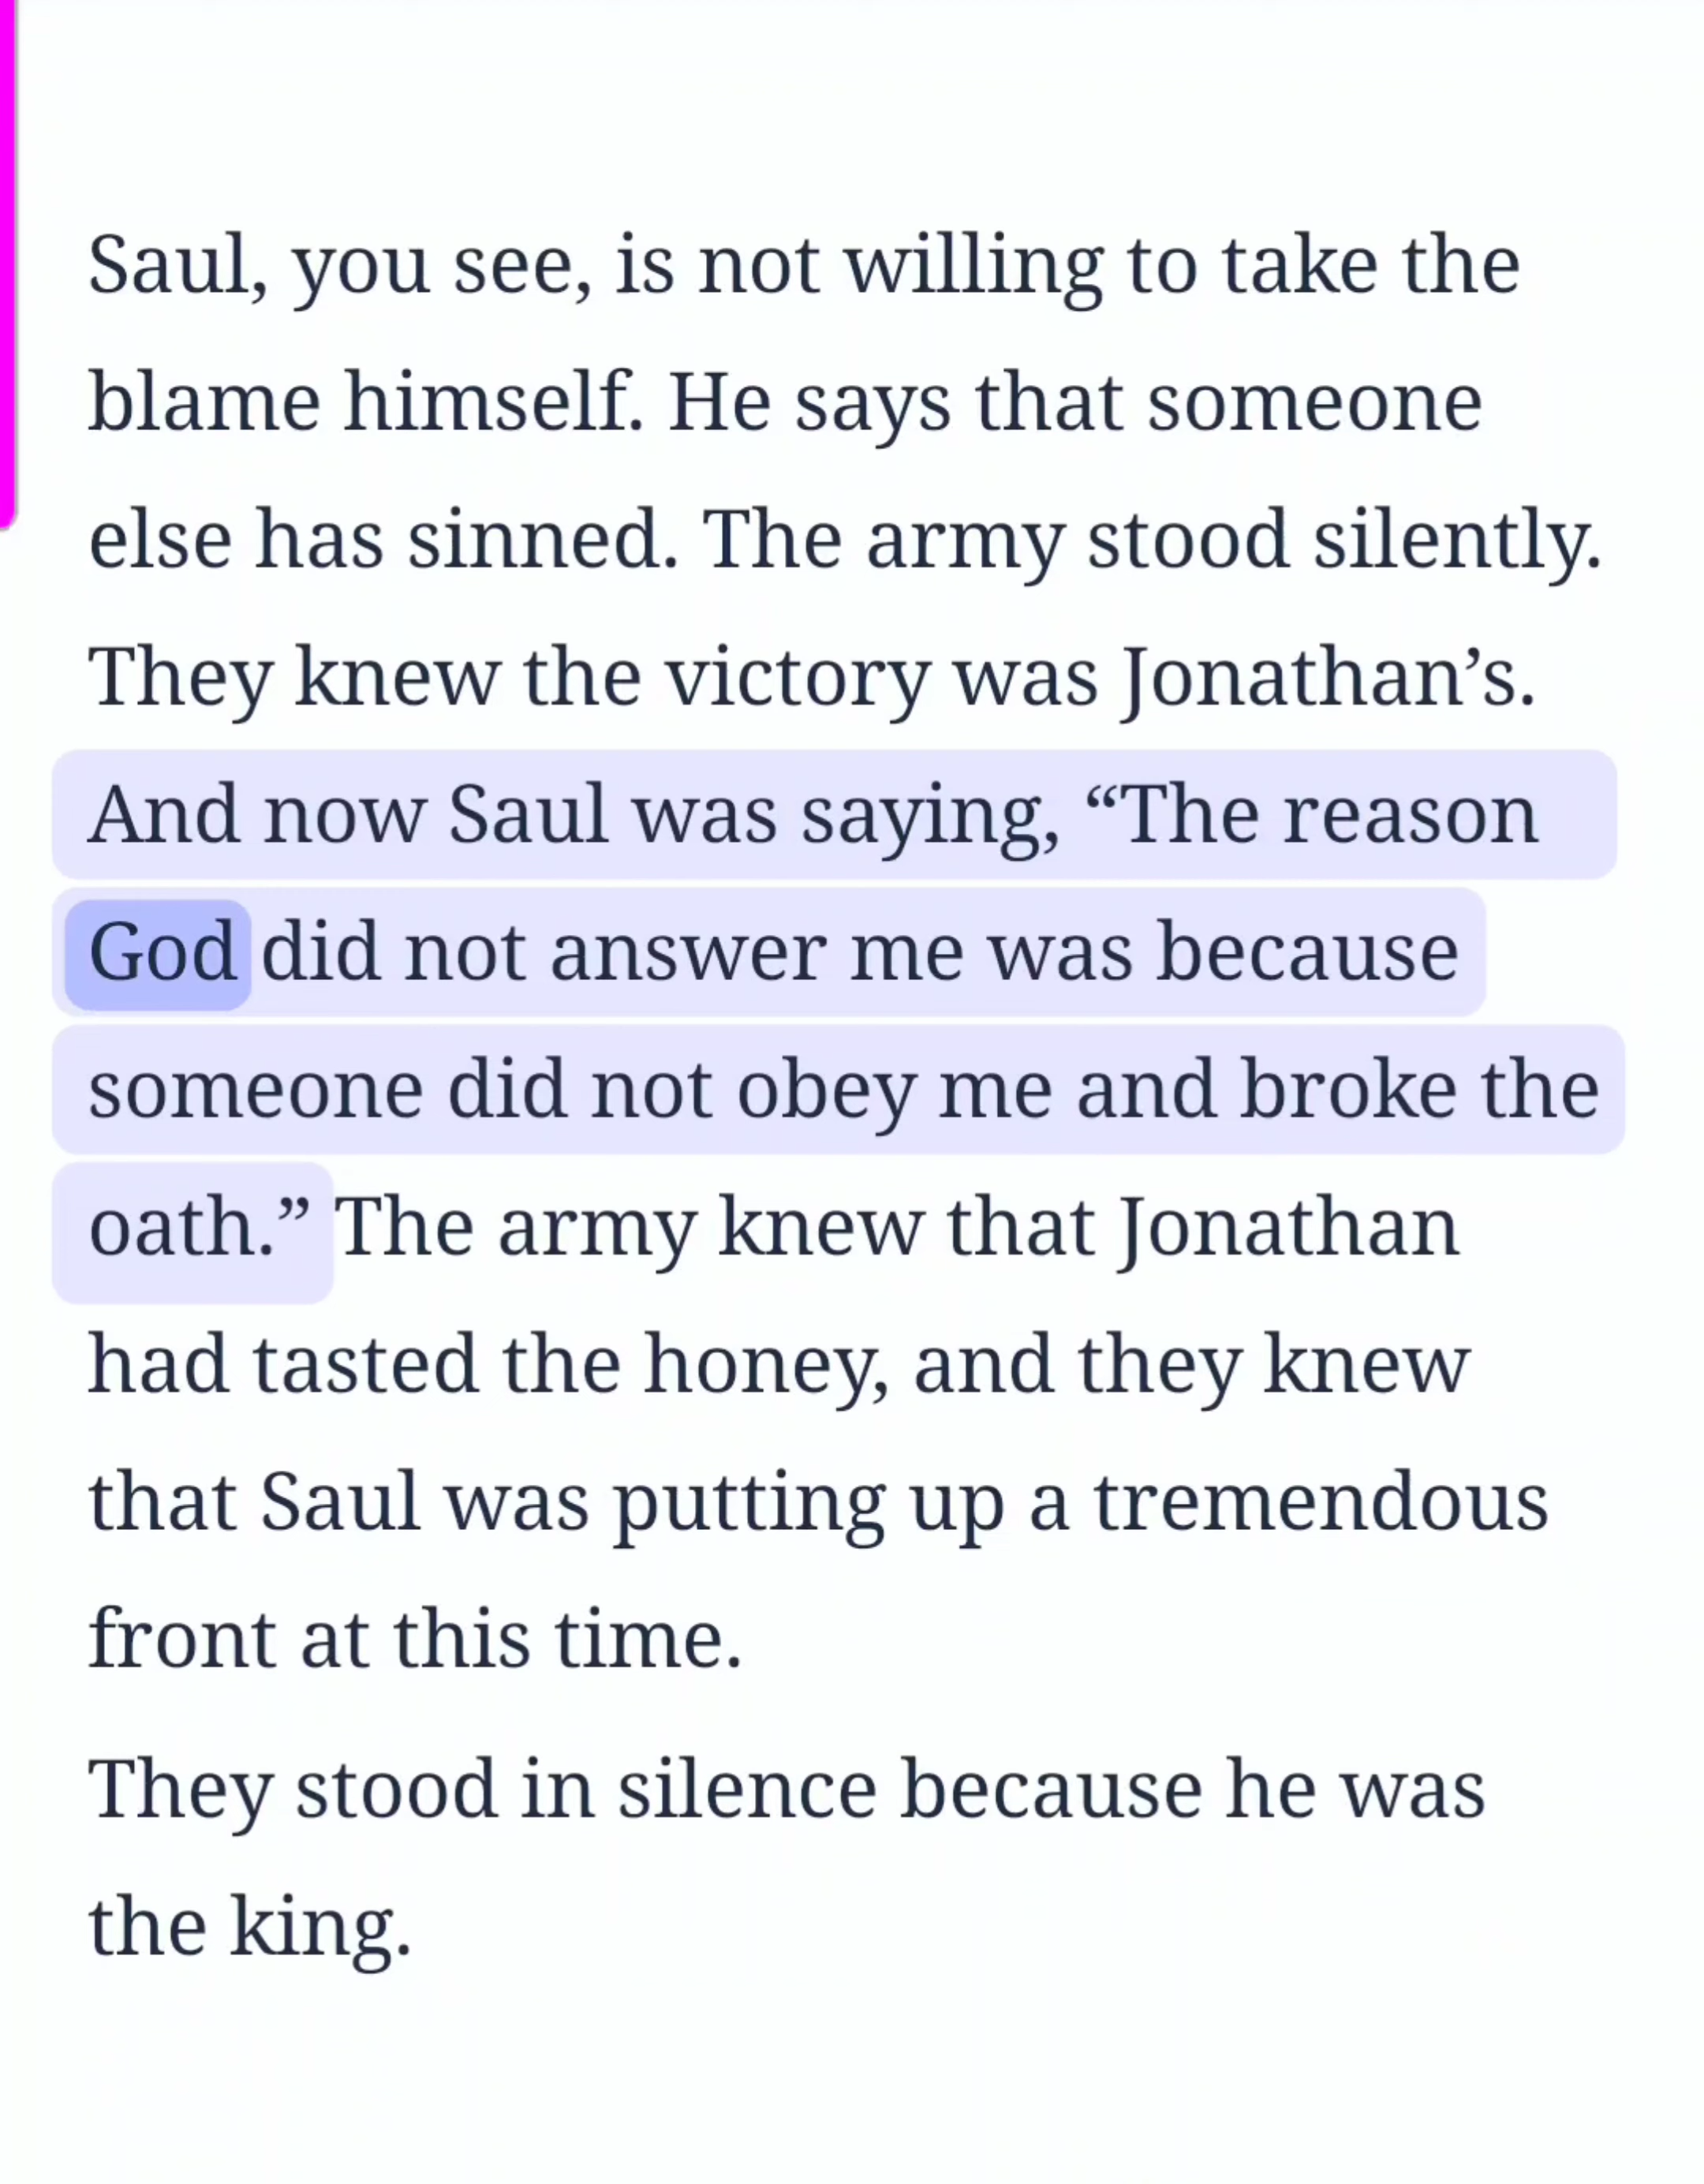 Saul, you see, is not willing to take the
blame himself. He says that someone
else has sinned. The army stood silently.
They knew the victory was Jonathan’s.
And now Saul was saying, “The reason
God did not answer me was because
someone did not obey me and broke the
oath.” The army knew that Jonathan
had tasted the honey, and they knew
that Saul was putting up a tremendous
front at this time.
They stood in silence because he was
the king.